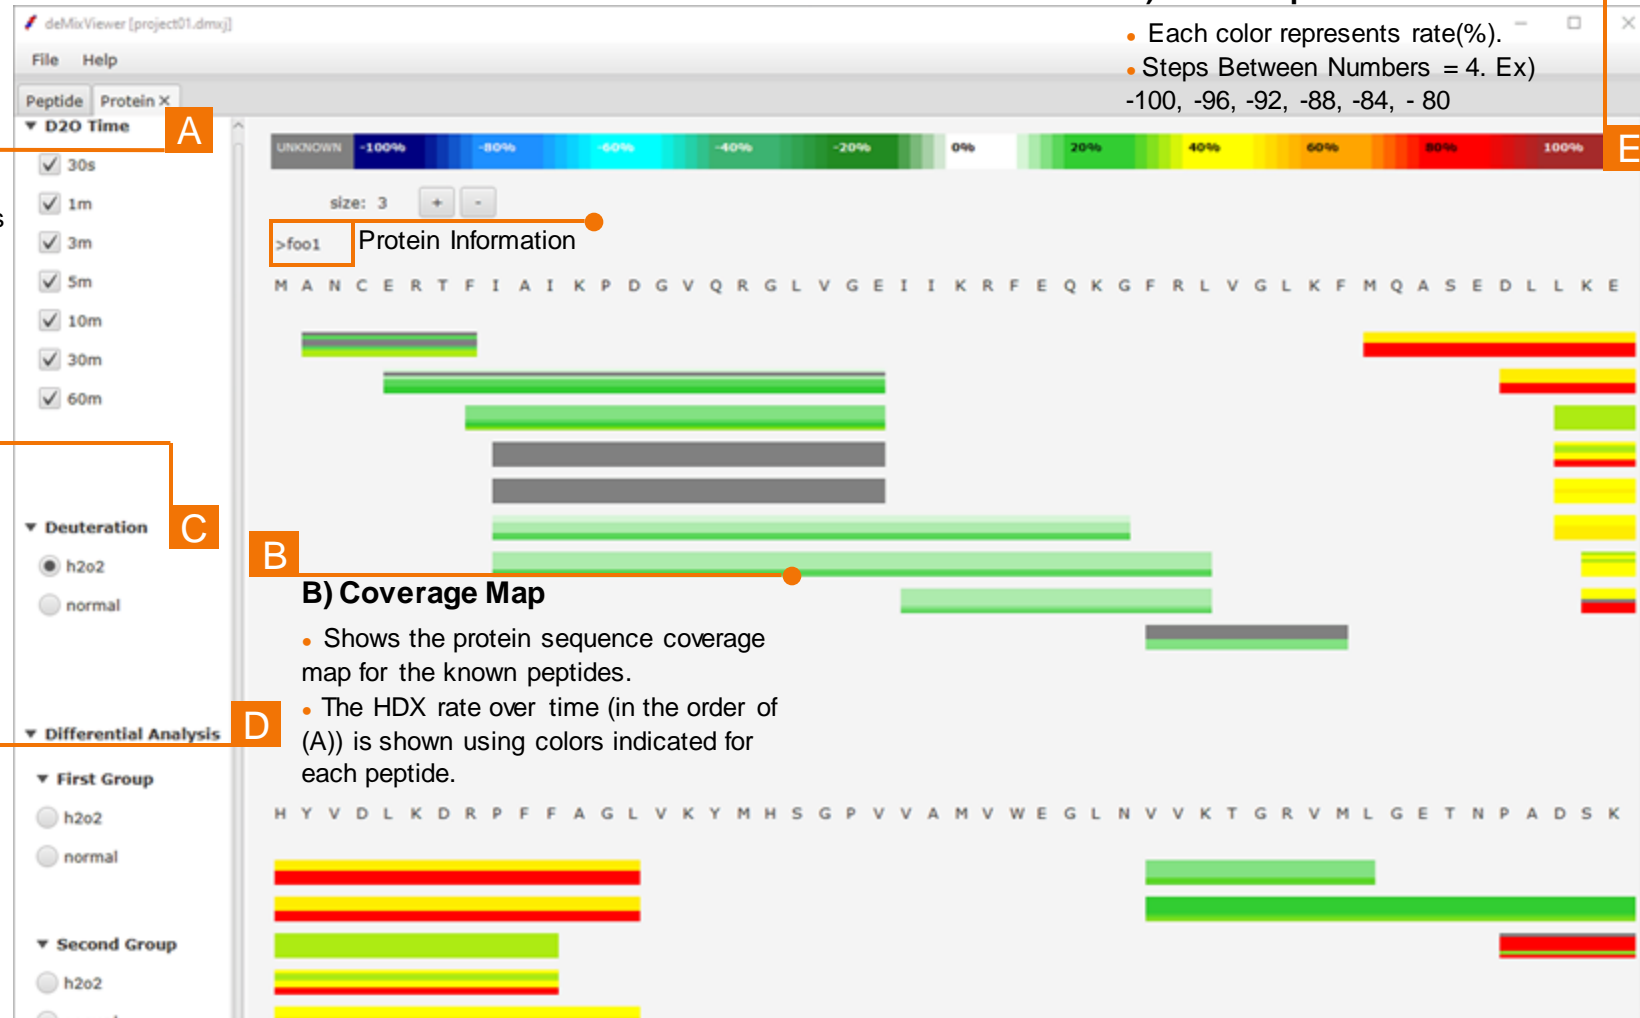 deMixViewer [project01.dmxj]
• Each color represents rate(%).
File Help
• Steps Between Numbers = 4. Ex)
-100, -96, -92, -88, -84, - 80
Peptide Protein ×
D2O Time
A
UNKNOWN -100% -80% -60% -40% -20% 0% 20% 40% 60% 80% 100%
E
30s
1m
size: 3 + -
s
3m
>foo1
Protein Information
5m
M A N C E R T F I A I K P D G V Q R G L V G E I I K R F E Q K G F R L V G L K F M Q A S E D L L K E
10m
30m
60m
Deuteration
C
B
h2o2
normal
B) Coverage Map
• Shows the protein sequence coverage
map for the known peptides.
• The HDX rate over time (in the order of
(A)) is shown using colors indicated for
each peptide.
D
Differential Analysis
First Group
h2o2
normal
H Y V D L K D R P F F A G L V K Y M H S G P V V A M V W E G L N V V K T G R V M L G E T N P A D S K
Second Group
h2o2